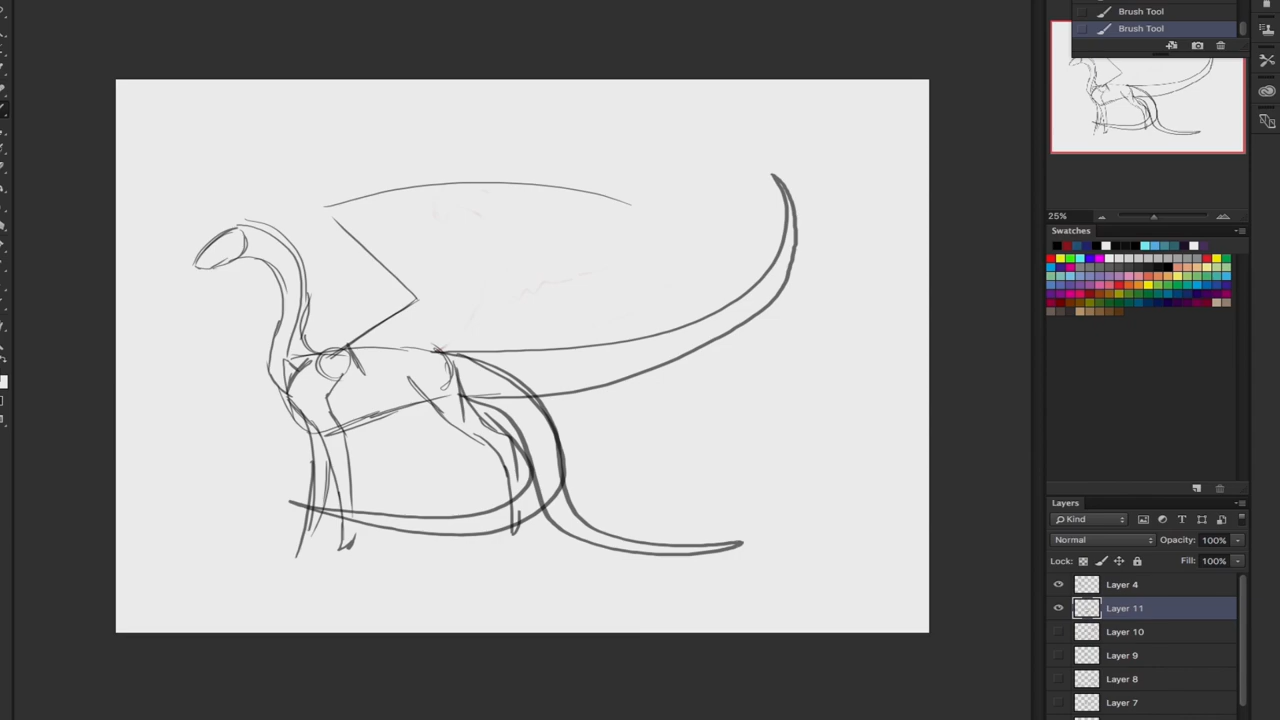 Brush Tool
Brush Tool
25%
Swatches
Layers
Kind
Normal Opacity: 100%
Lock: Fill: 100%
Layer 4
Layer 11
Layer 10
Layer 9
Layer 8
Layer 7